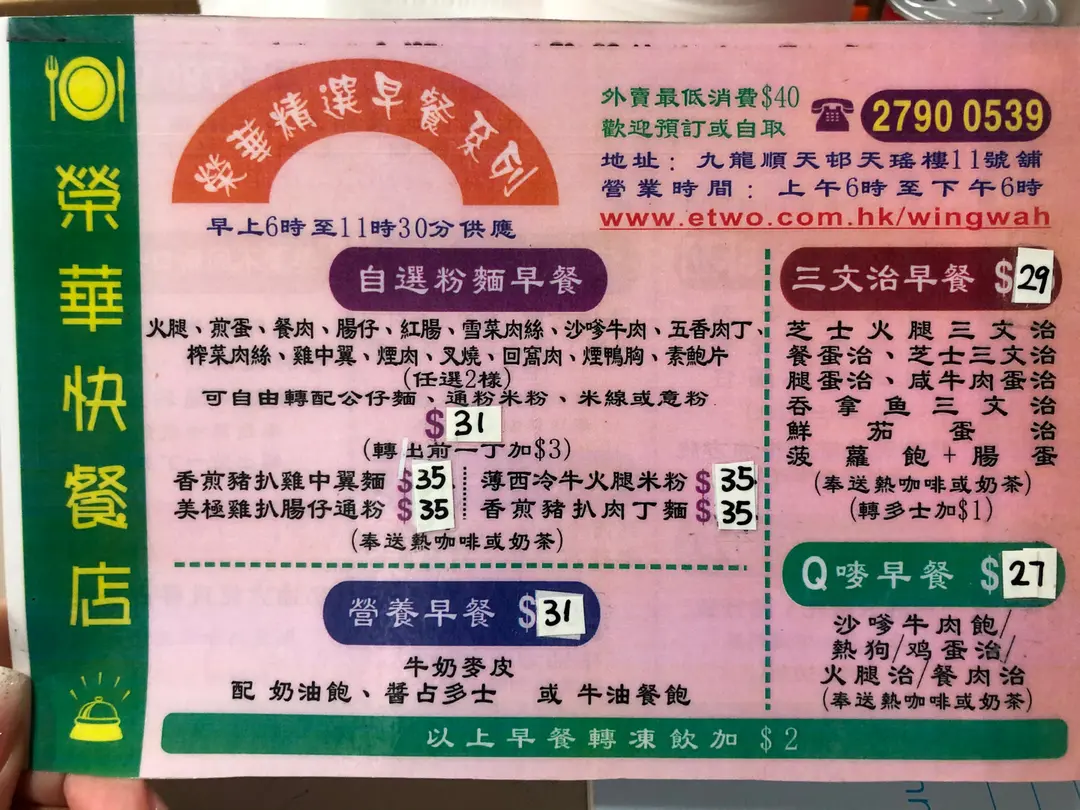 榮華快餐店
榮華精選早餐系列
早上6時至11時30分供應
外賣最低消費$40
歡迎預訂或自取
2790 0539
地址：九龍順天邨天瑤樓11號舖
營業時間：上午6時至下午6時
www.etwo.com.hk/wingwah
自選粉麵早餐
火腿、煎蛋、餐肉、腸仔、紅腸、雪菜肉絲、沙嗲牛肉、五香肉丁、
榨菜肉絲、雞中翼、煙肉、叉燒、回窩肉、煙鴨胸、素鮑片
(任選2樣)
可自由轉配公仔麵、通粉米粉、米線或意粉
$31
(轉出前一丁加$3)
香煎豬扒雞中翼麵 $35
薄西冷牛火腿米粉 $35
美極雞扒腸仔通粉 $35
香煎豬扒肉丁麵 $35
(奉送熱咖啡或奶茶)
營養早餐 $31
牛奶麥皮
配 奶油飽、醬占多士 或 牛油餐飽
三文治早餐 $29
芝士火腿三文治
餐蛋治、芝士三文治
腿蛋治、咸牛肉蛋治
吞拿鱼三文治
鮮茄蛋治
菠蘿飽+腸蛋
(奉送熱咖啡或奶茶)
(轉多士加$1)
Q嘜早餐 $27
沙嗲牛肉飽/
熱狗/鸡蛋治/
火腿治/餐肉治
(奉送熱咖啡或奶茶)
以上早餐轉凍飲加 $2